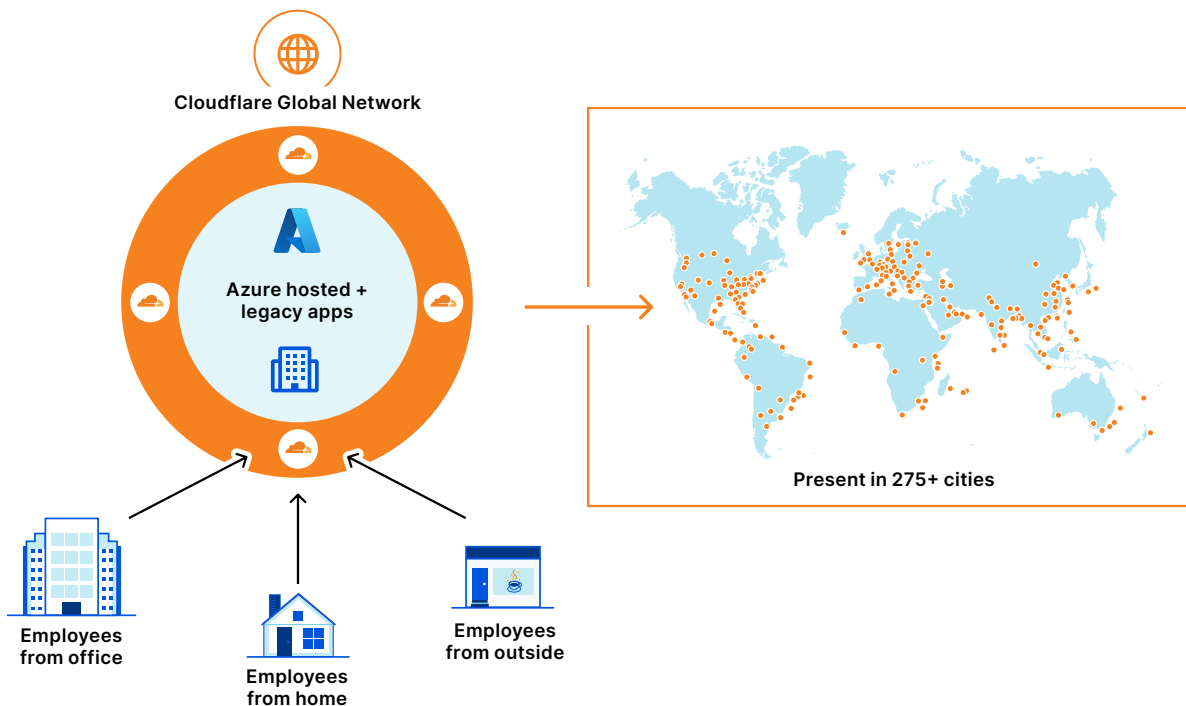 Cloudflare Global Network
Azure hosted +
legacy apps
Present in 275+ cities
Employees
from office
Employees
from home
Employees
from outside